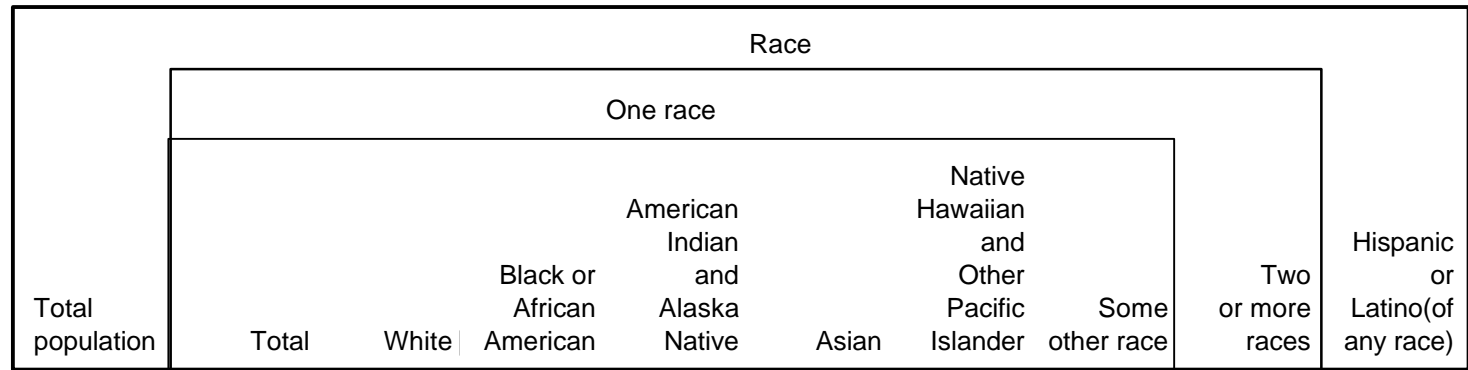 Race
One race
Native
American Hawaiian
Indian and Hispanic
Black or and Other Two or
Total African Alaska Pacific Some or more Latino(of
population Total White American Native Asian Islander other race races any race)